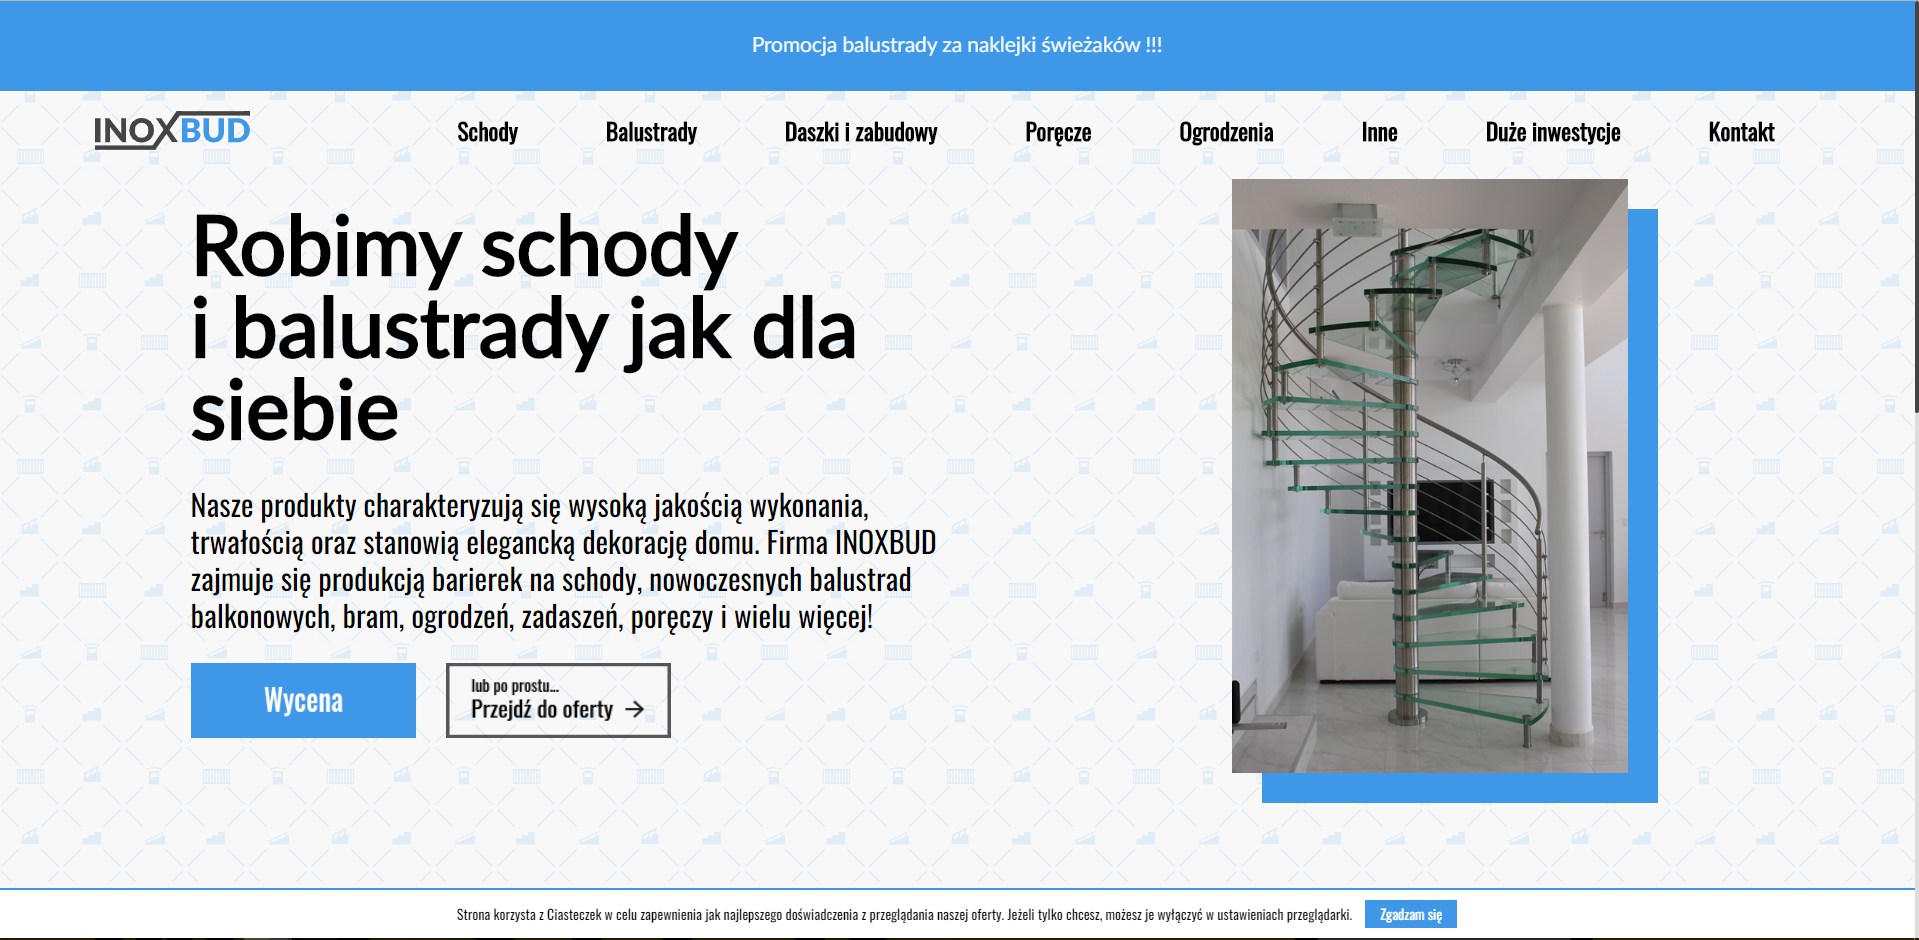 Promocja balustrady za naklejki świeżaków !!!
INOXBUD
Schody
Balustrady
Daszki i zabudowy
Poręcze
Ogrodzenia
Inne
Duże inwestycje
Kontakt
Robimy schody
i balustrady jak dla
siebie
Nasze produkty charakteryzują się wysoką jakością wykonania,
trwałością oraz stanowią elegancką dekorację domu. Firma INOXBUD
zajmuje się produkcją barierek na schody, nowoczesnych balustrad
balkonowych, bram, ogrodzeń, zadaszeń, poręczy i wielu więcej!
Wycena
lub po prostu...
Przejdź do oferty →
Strona korzysta z Ciasteczek w celu zapewnienia jak najlepszego doświadczenia z przeglądania naszej oferty. Jeżeli tylko chcesz, możesz je wyłączyć w ustawieniach przeglądarki.
Zgadzam się